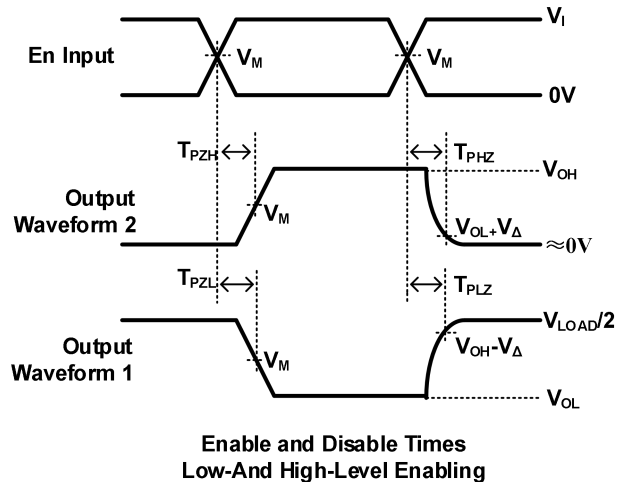 V_I
En Input
V_M
V_M
0V
T_PZH
T_PHZ
V_OH
Output
Waveform 2
V_M
V_OL+V_Δ
≈0V
T_PZL
T_PLZ
V_LOAD/2
Output
Waveform 1
V_M
V_OH-V_Δ
V_OL
Enable and Disable Times
Low-And High-Level Enabling